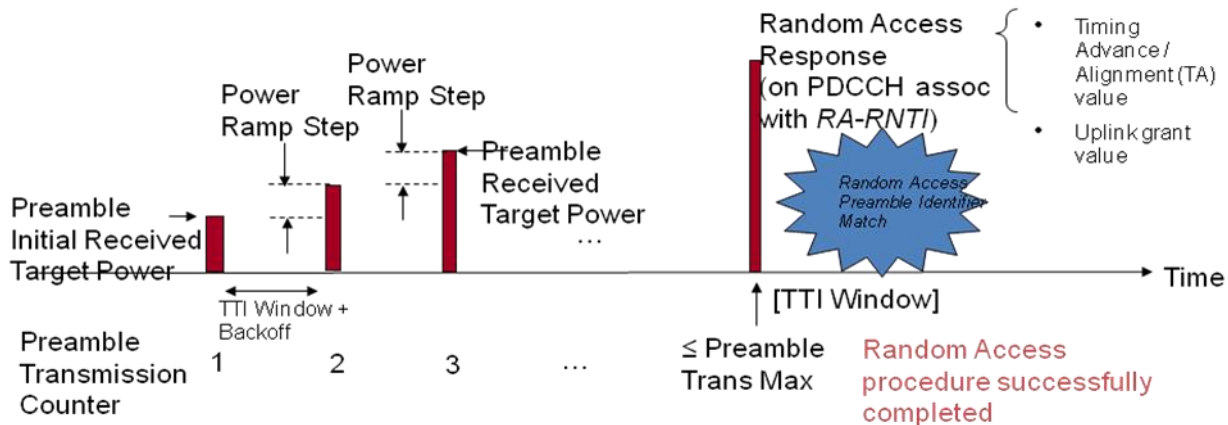 Power
Ramp Step
Power
Ramp Step
Random Access
Response
(on PDCCH assoc
with RA-RNTI)
• Timing
Advance /
Alignment (TA)
value
• Uplink grant
value
Preamble
Received
Target Power
Random Access
Preamble Identifier
Match
Preamble
Initial Received
Target Power
...
Time
TTI Window +
Backoff
[TTI Window]
Preamble
Transmission
Counter
1
2
3
...
≤ Preamble
Trans Max
Random Access
procedure successfully
completed